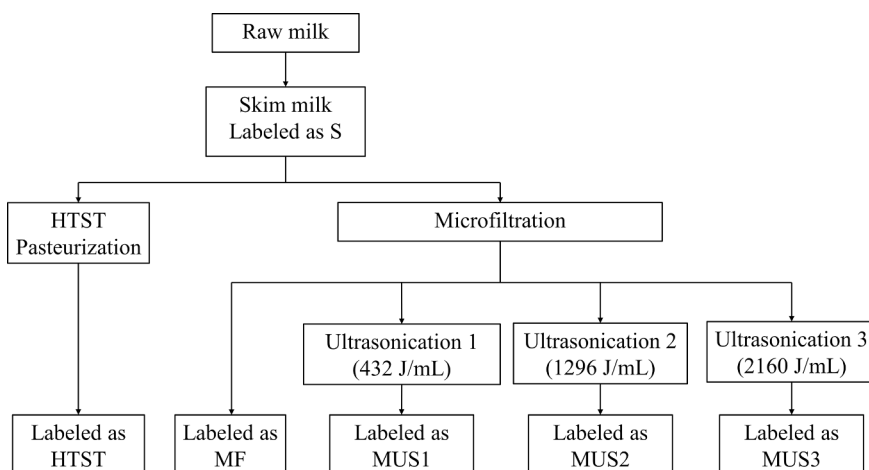 Raw milk
Skim milk
Labeled as S
HTST
Pasteurization
Microfiltration
Ultrasonication 1
(432 J/mL)
Ultrasonication 2
(1296 J/mL)
Ultrasonication 3
(2160 J/mL)
Labeled as
HTST
Labeled as
MF
Labeled as
MUS1
Labeled as
MUS2
Labeled as
MUS3